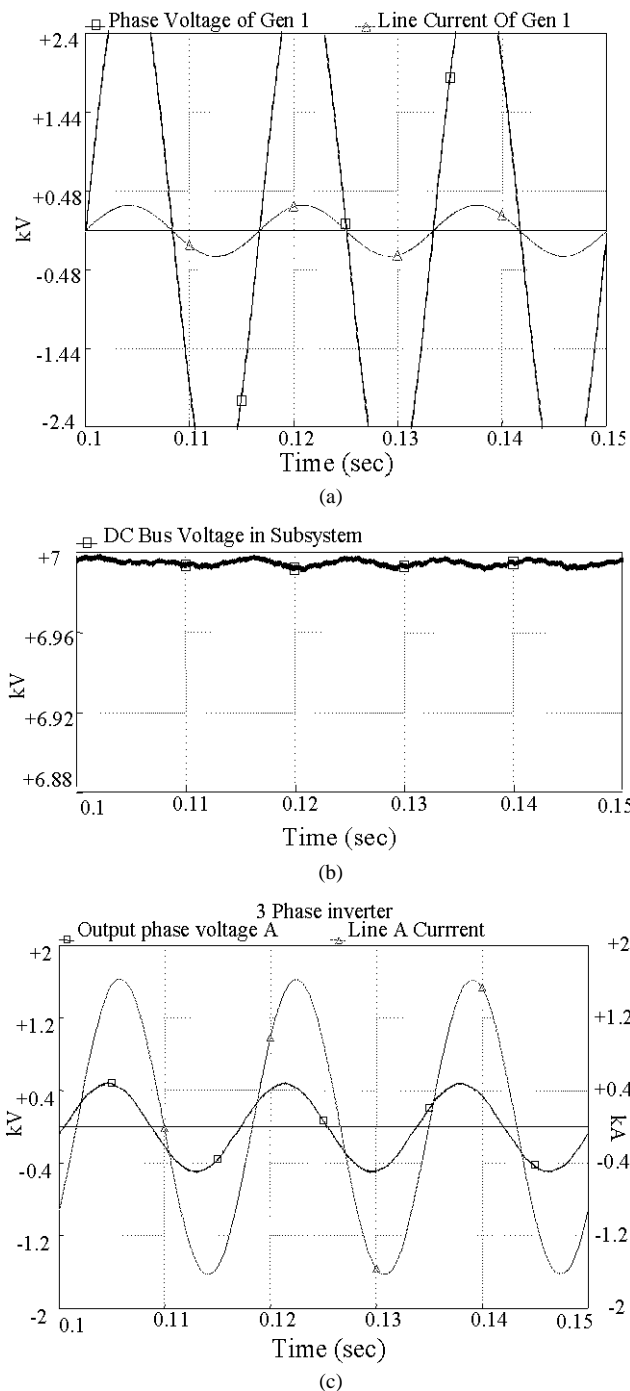 Phase Voltage of Gen 1 Line Current Of Gen 1
+2.4
+1.44
+0.48
-0.48
-1.44
-2.4
kV
0.1 0.11 0.12 0.13 0.14 0.15
Time (sec)
(a)
DC Bus Voltage in Subsystem
+7
+6.96
+6.92
+6.88
kV
0.1 0.11 0.12 0.13 0.14 0.15
Time (sec)
(b)
3 Phase inverter
Output phase voltage A Line A Currrent
+2 +2
+1.2 +1.2
+0.4 +0.4
-0.4 -0.4
-1.2 -1.2
-2 -2
kV kA
0.1 0.11 0.12 0.13 0.14 0.15
Time (sec)
(c)